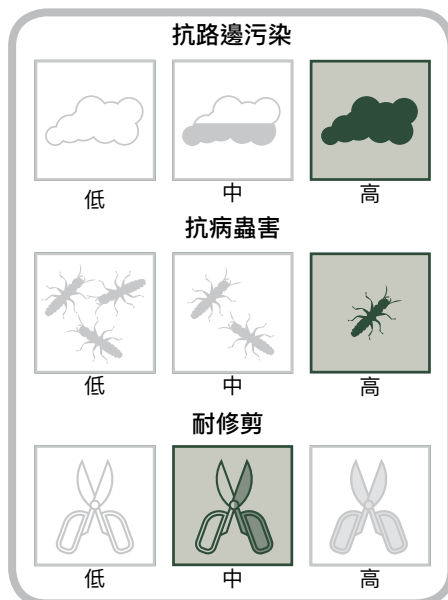 抗路邊污染
低 中 高
抗病蟲害
低 中 高
耐修剪
低 中 高